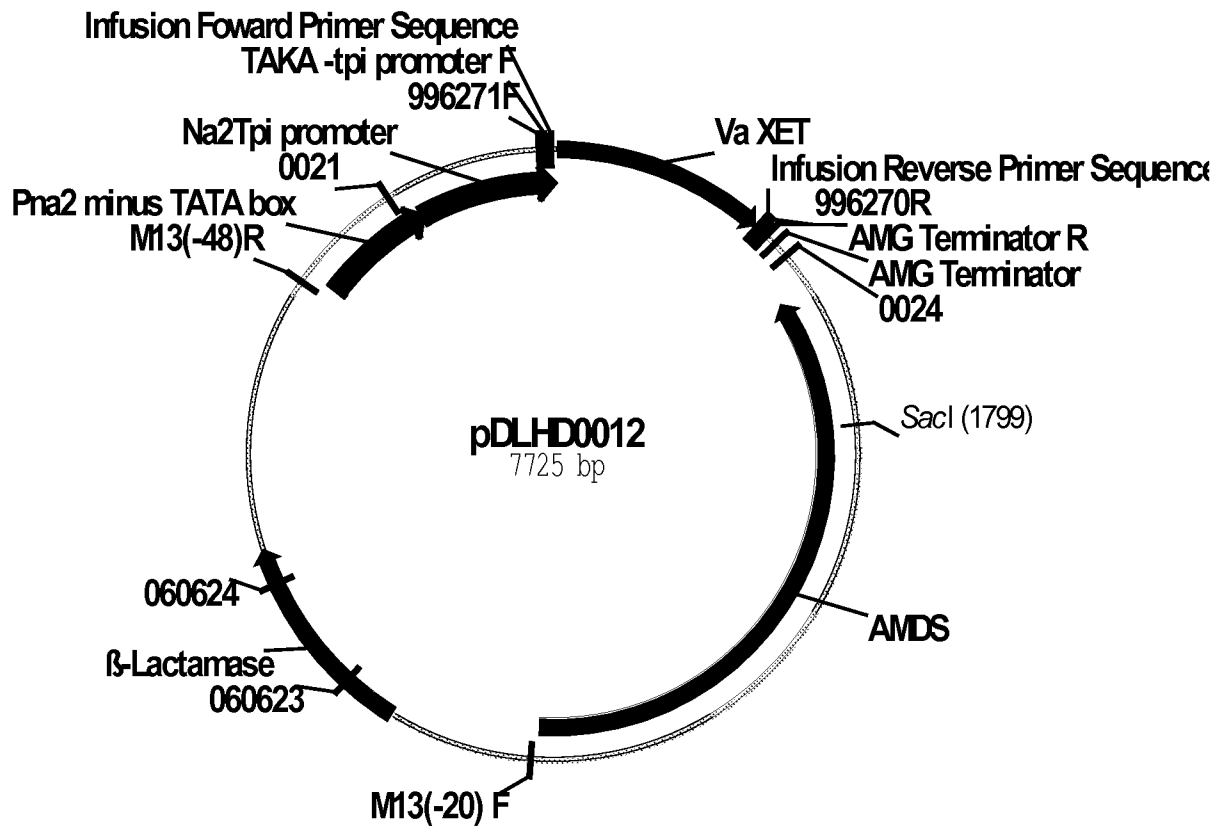 Infusion Foward Primer Sequence
TAKA -tpi promoter F
996271F
Na2Tpi promoter
0021
Pna2 minus TATA box
M13(-48)R
Va XET
Infusion Reverse Primer Sequence
996270R
AMG Terminator R
AMG Terminator
0024
SacI (1799)
pDLHD0012
7725 bp
060624
ß-Lactamase
060623
AMDS
M13(-20) F